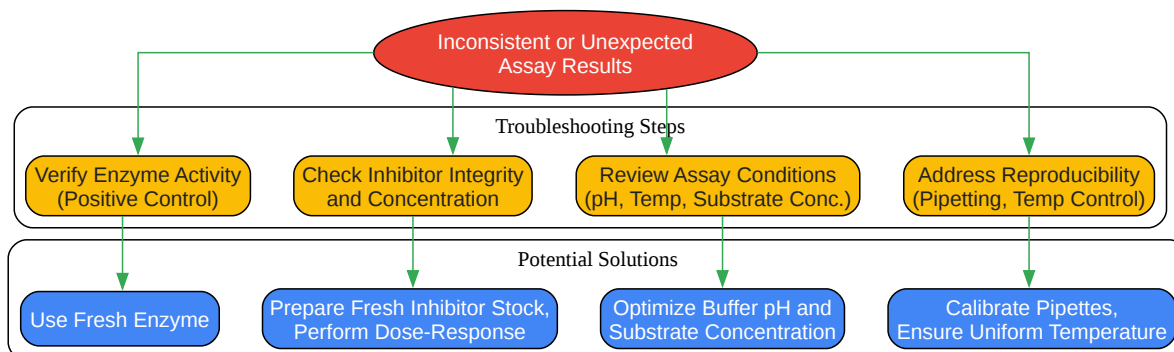 Inconsistent or Unexpected
Assay Results
Troubleshooting Steps
Verify Enzyme Activity
(Positive Control)
Check Inhibitor Integrity
and Concentration
Review Assay Conditions
(pH, Temp, Substrate Conc.)
Address Reproducibility
(Pipetting, Temp Control)
Potential Solutions
Use Fresh Enzyme
Prepare Fresh Inhibitor Stock,
Perform Dose-Response
Optimize Buffer pH and
Substrate Concentration
Calibrate Pipettes,
Ensure Uniform Temperature